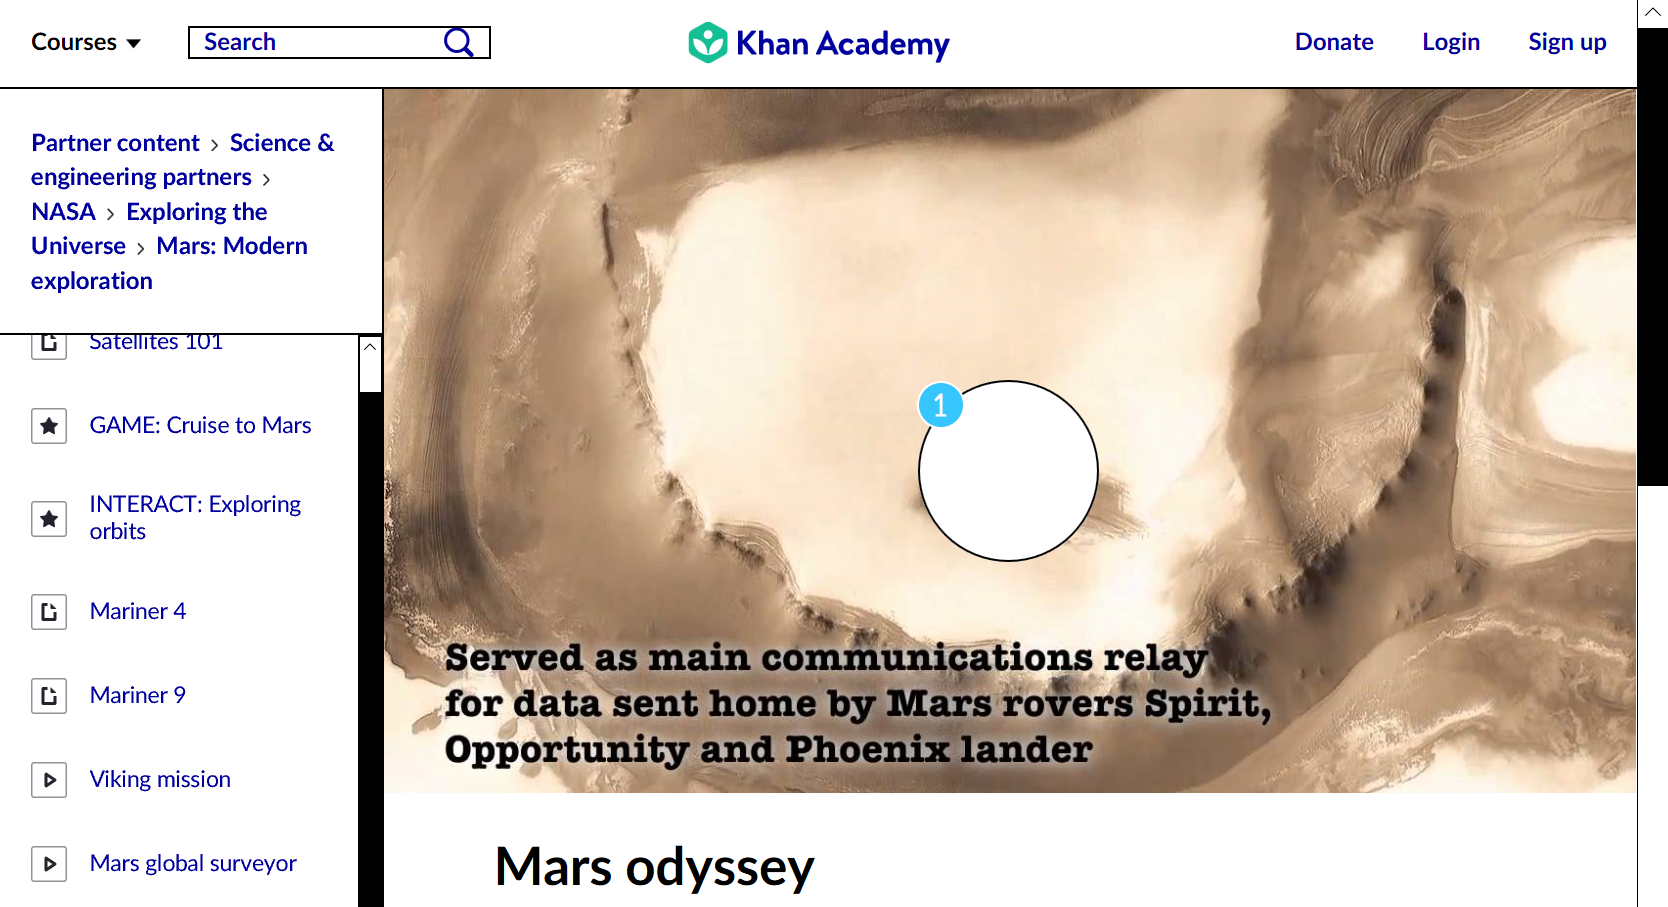 Courses
Search
Khan Academy
Donate
Login
Sign up
Partner content › Science &
engineering partners ›
NASA › Exploring the
Universe › Mars: Modern
exploration
Satellites 101
GAME: Cruise to Mars
INTERACT: Exploring
orbits
Mariner 4
Mariner 9
Viking mission
Mars global surveyor
1
Served as main communications relay
for data sent home by Mars rovers Spirit,
Opportunity and Phoenix lander
Mars odyssey